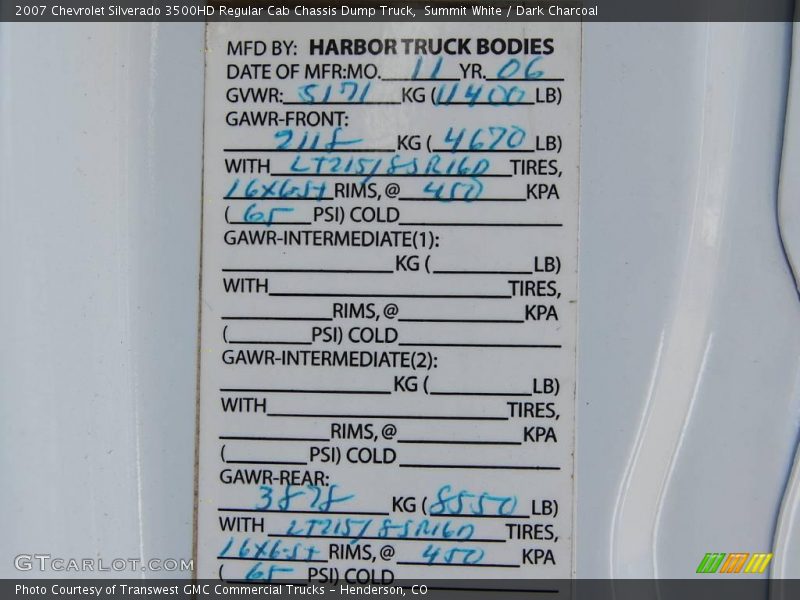 2007 Chevrolet Silverado 3500HD Regular Cab Chassis Dump Truck, Summit White / Dark Charcoal
MFD BY: HARBOR TRUCK BODIES
DATE OF MFR:MO. 11 YR. 06
GVWR: 5171 KG (11400 LB)
GAWR-FRONT:
2118 KG (4670 LB)
WITH LT215/85R16D TIRES,
16X6.5J RIMS, @ 450 KPA
(65 PSI) COLD
GAWR-INTERMEDIATE(1):
KG ( LB)
WITH TIRES,
RIMS, @ KPA
( PSI) COLD
GAWR-INTERMEDIATE(2):
KG ( LB)
WITH TIRES,
RIMS, @ KPA
( PSI) COLD
GAWR-REAR:
3878 KG (8550 LB)
WITH LT215/85R16D TIRES,
16X6.5J RIMS, @ 450 KPA
(65 PSI) COLD
GTCARLOT.COM
Photo Courtesy of Transwest GMC Commercial Trucks - Henderson, CO